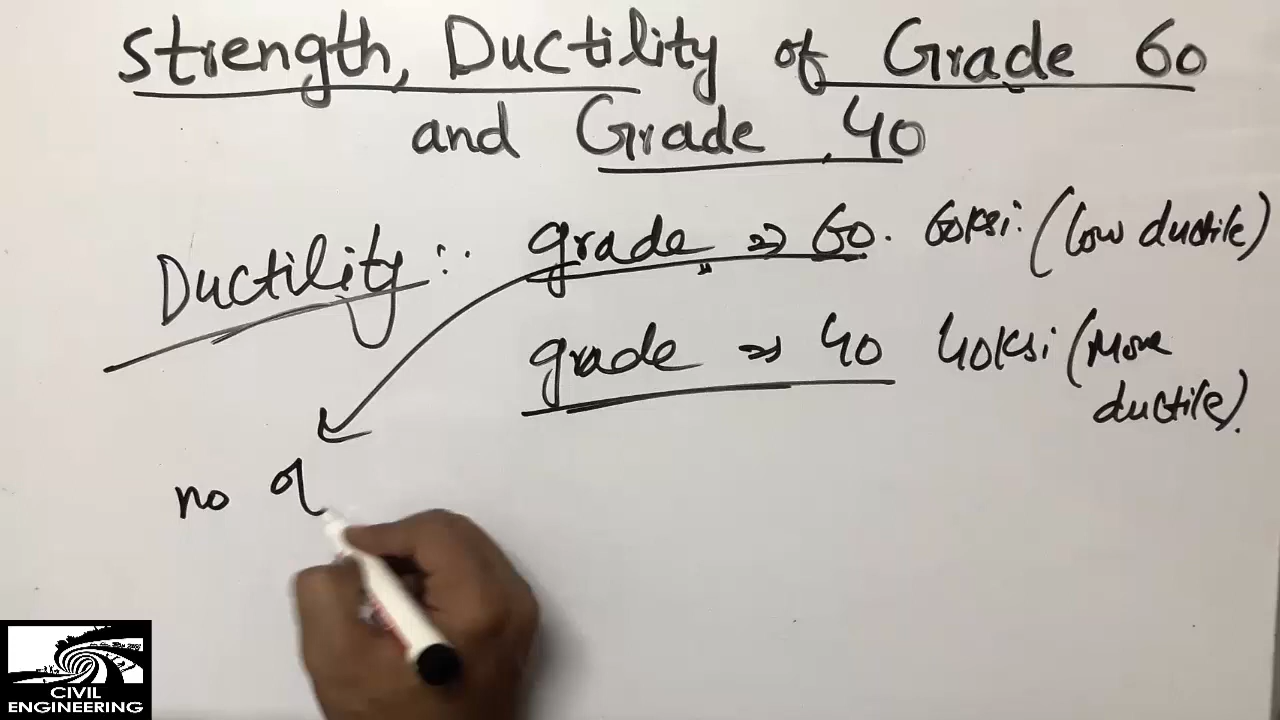 Strength, Ductility of Grade 60
and Grade 40
Ductility :. grade => 60. 60ksi. (low ductile)
grade => 40 40ksi (More
ductile).
no of
CIVIL
ENGINEERING